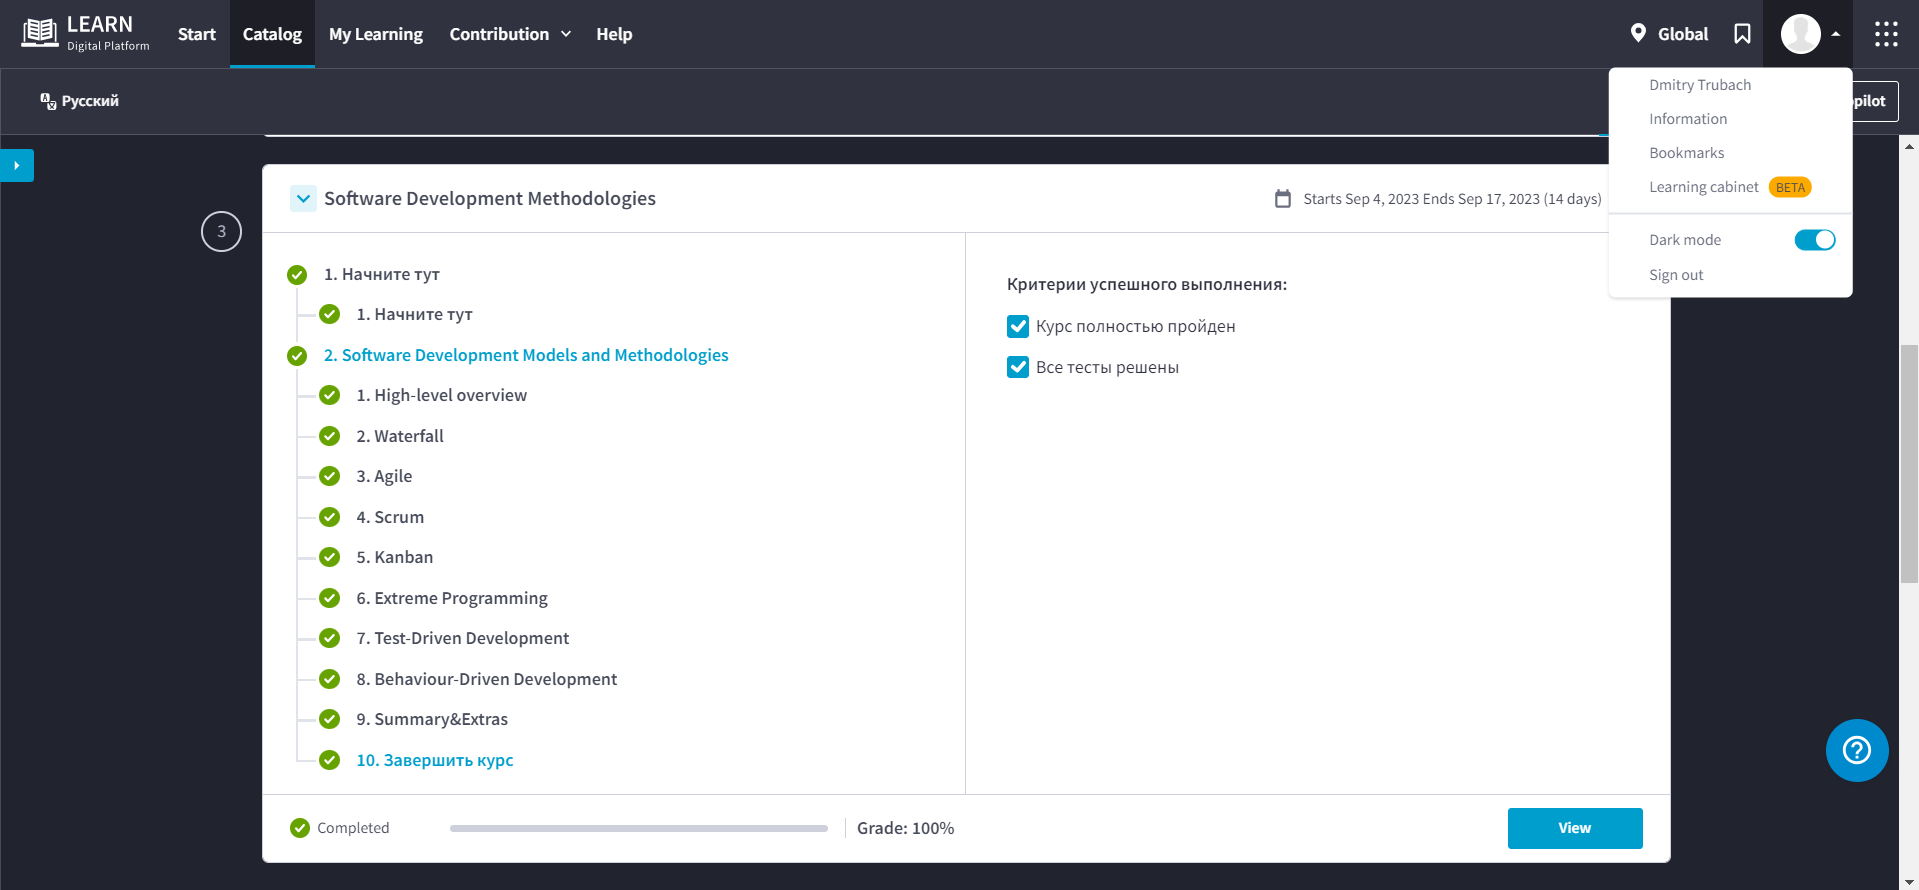 LEARN
Digital Platform
Start
Catalog
My Learning
Contribution
Help
Global
Русский
Dmitry Trubach
Information
Bookmarks
Learning cabinet BETA
Dark mode
Sign out
pilot
3
Software Development Methodologies
Starts Sep 4, 2023 Ends Sep 17, 2023 (14 days)
1. Начните тут
1. Начните тут
2. Software Development Models and Methodologies
1. High-level overview
2. Waterfall
3. Agile
4. Scrum
5. Kanban
6. Extreme Programming
7. Test-Driven Development
8. Behaviour-Driven Development
9. Summary&Extras
10. Завершить курс
Критерии успешного выполнения:
Курс полностью пройден
Все тесты решены
Completed
Grade: 100%
View